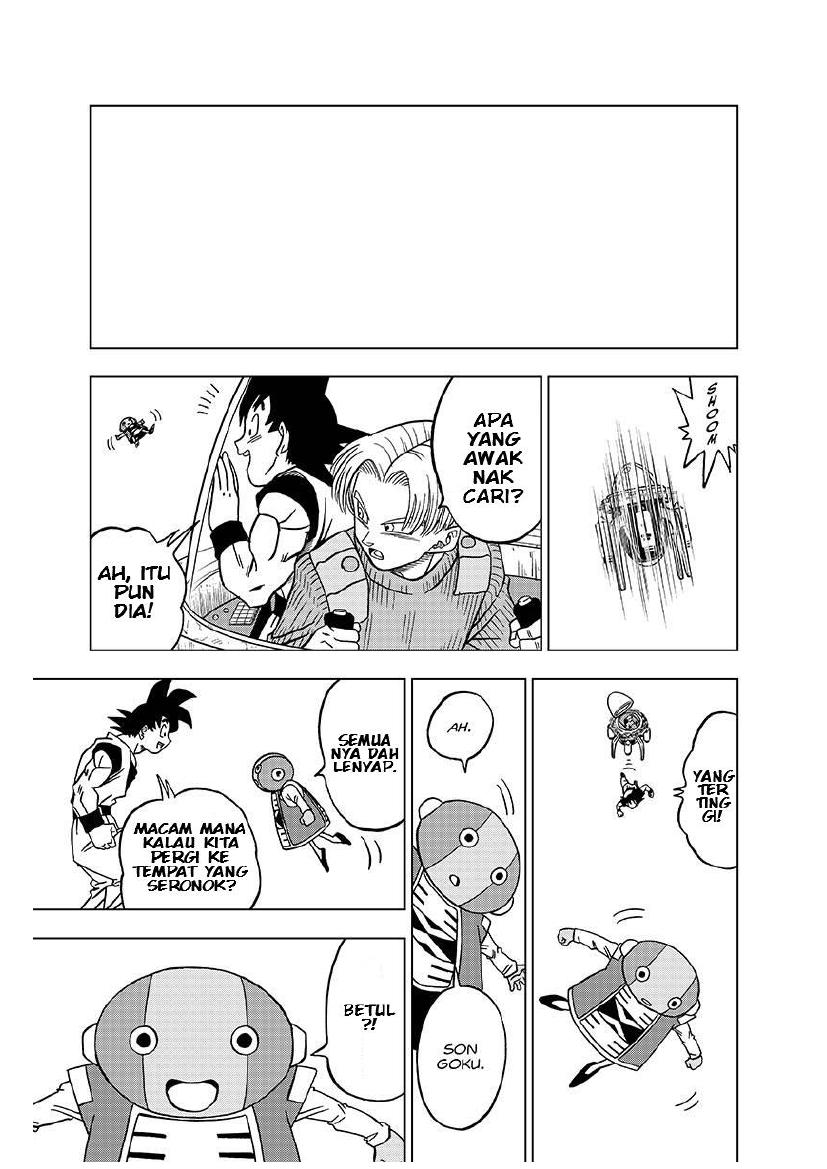 SHOOM
APA
YANG
AWAK
NAK
CARI?
AH, ITU
PUN
DIA!
YANG
TER
TING
GI!
AH.
SON
GOKU.
SEMUA
NYA DAH
LENYAP.
MACAM MANA
KALAU KITA
PERGI KE
TEMPAT YANG
SERONOK?
BETUL
?!